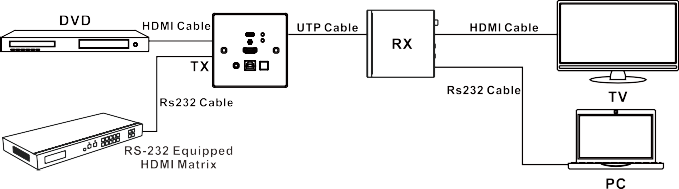 DVD
HDMI Cable
TX
UTP Cable
RX
HDMI Cable
TV
Rs232 Cable
Rs232 Cable
RS-232 Equipped
HDMI Matrix
PC